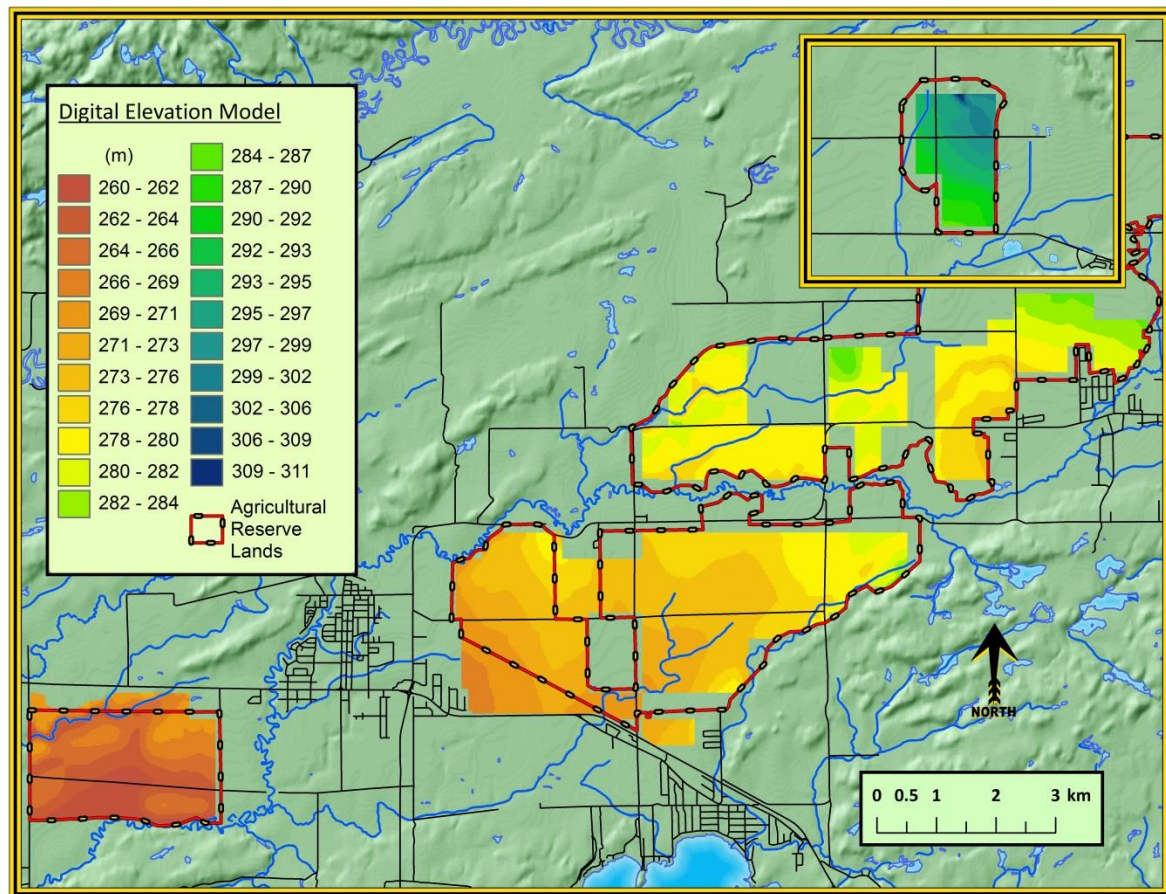 Digital Elevation Model
(m)
260 - 262
262 - 264
264 - 266
266 - 269
269 - 271
271 - 273
273 - 276
276 - 278
278 - 280
280 - 282
282 - 284
284 - 287
287 - 290
290 - 292
292 - 293
293 - 295
295 - 297
297 - 299
299 - 302
302 - 306
306 - 309
309 - 311
Agricultural
Reserve
Lands
NORTH
0 0.5 1 2 3 km